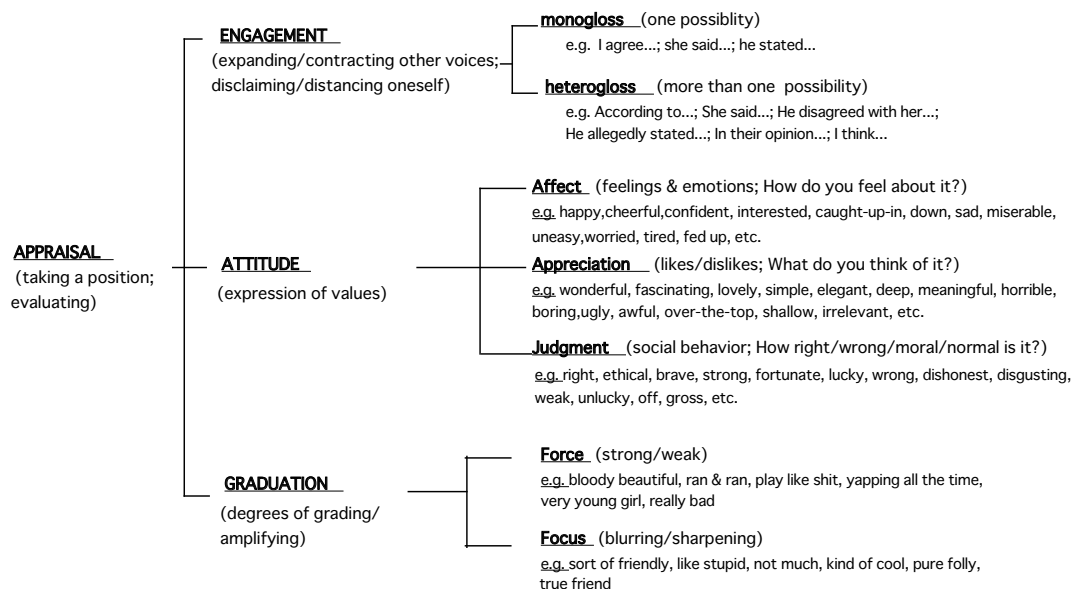 ENGAGEMENT
(expanding/contracting other voices;
disclaiming/distancing oneself)
monogloss (one possiblity)
e.g. I agree...; she said...; he stated...
heterogloss (more than one possibility)
e.g. According to...; She said...; He disagreed with her...;
He allegedly stated...; In their opinion...; I think...
APPRAISAL
(taking a position;
evaluating)
ATTITUDE
(expression of values)
Affect (feelings & emotions; How do you feel about it?)
e.g. happy,cheerful,confident, interested, caught-up-in, down, sad, miserable,
uneasy,worried, tired, fed up, etc.
Appreciation (likes/dislikes; What do you think of it?)
e.g. wonderful, fascinating, lovely, simple, elegant, deep, meaningful, horrible,
boring,ugly, awful, over-the-top, shallow, irrelevant, etc.
Judgment (social behavior; How right/wrong/moral/normal is it?)
e.g. right, ethical, brave, strong, fortunate, lucky, wrong, dishonest, disgusting,
weak, unlucky, off, gross, etc.
GRADUATION
(degrees of grading/
amplifying)
Force (strong/weak)
e.g. bloody beautiful, ran & ran, play like shit, yapping all the time,
very young girl, really bad
Focus (blurring/sharpening)
e.g. sort of friendly, like stupid, not much, kind of cool, pure folly,
true friend